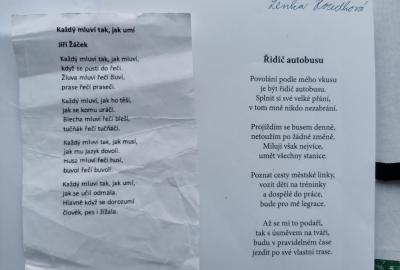 Každý mluví tak, jak umí
Jiří Žáček
Každý mluví tak, jak mluví,
když se pustí do řeči.
Žluva mluví řečí žluví,
prase řečí prasečí.
Každý mluví, jak ho těší,
jak se komu uráčí.
Blecha mluví řečí bleší,
tučňák řečí tučňáčí.
Každý mluví tak, jak musí,
jak mu jazyk dovolí.
Husa mluví řečí husí,
buvol řečí buvolí
Každý mluví tak, jak umí,
jak se učil odmala.
Hlavně když se dorozumí
člověk, pes i žížala.
Lenka
Řidič autobusu
Povolání podle mého vkusu
je být řidič autobusu.
Splnit si své velké přání,
v tom mně nikdo nezabrání.
Projíždím se busem denně,
netoužím po žádné změně.
Miluji však nejvíce,
umět všechny stanice.
Poznat cesty městské linky,
vozit děti na tréninky
a dospělé do práce,
bude pro mě legrace.
Až se mi to podaří,
tak s úsměvem na tváři,
budu v pravidelném čase
jezdit po své vlastní trase.